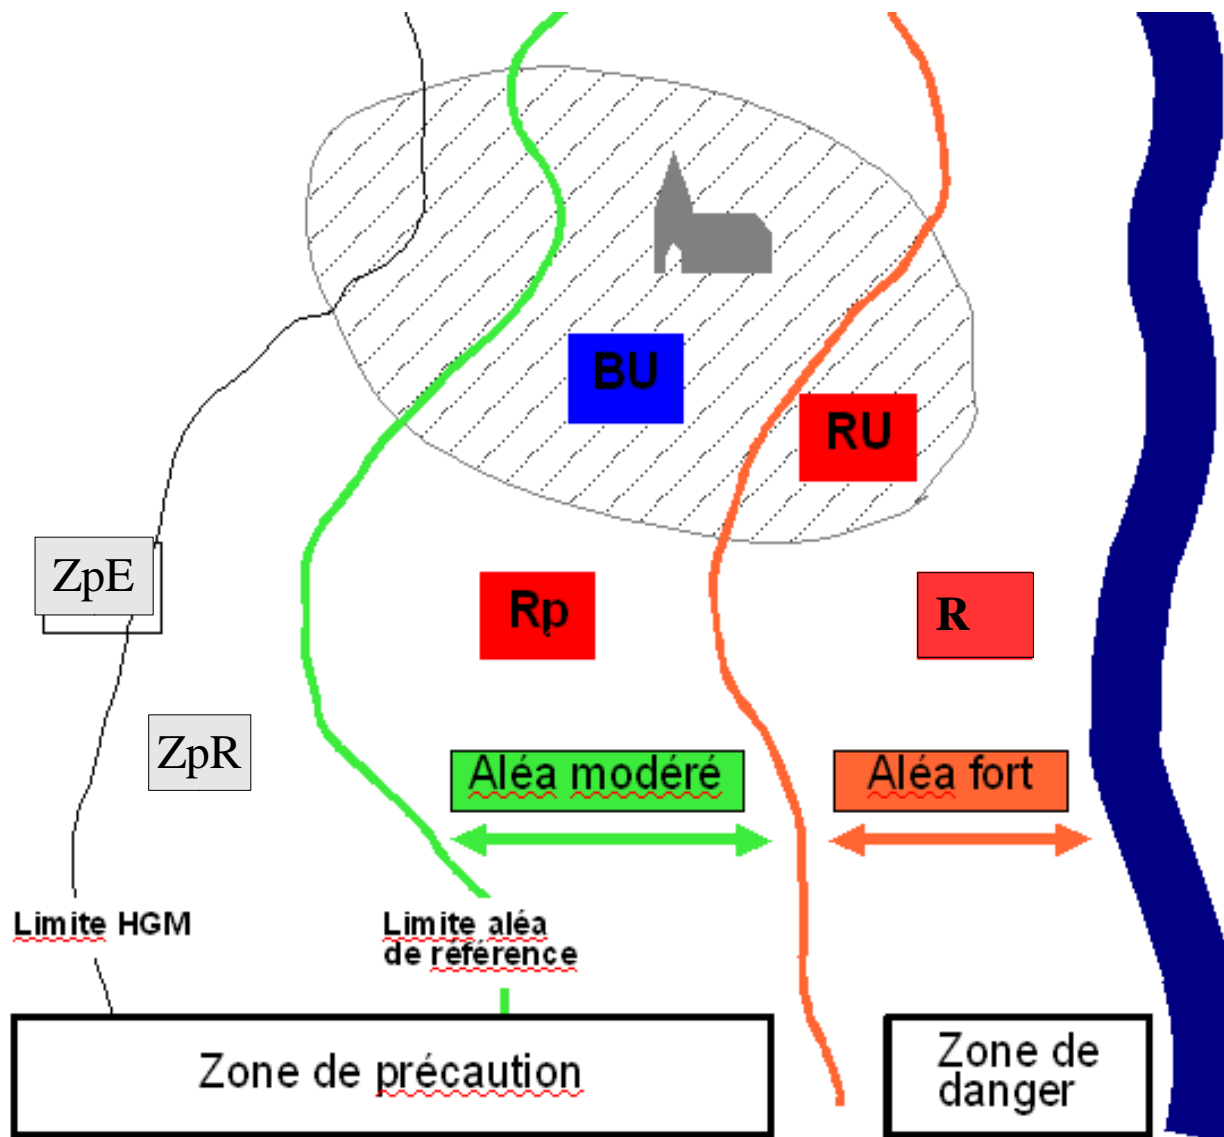 BU
RU
ZpE
Rp
R
ZpR
Aléa modéré
Aléa fort
Limite HGM
Limite aléa
de référence
Zone de précaution
Zone de
danger